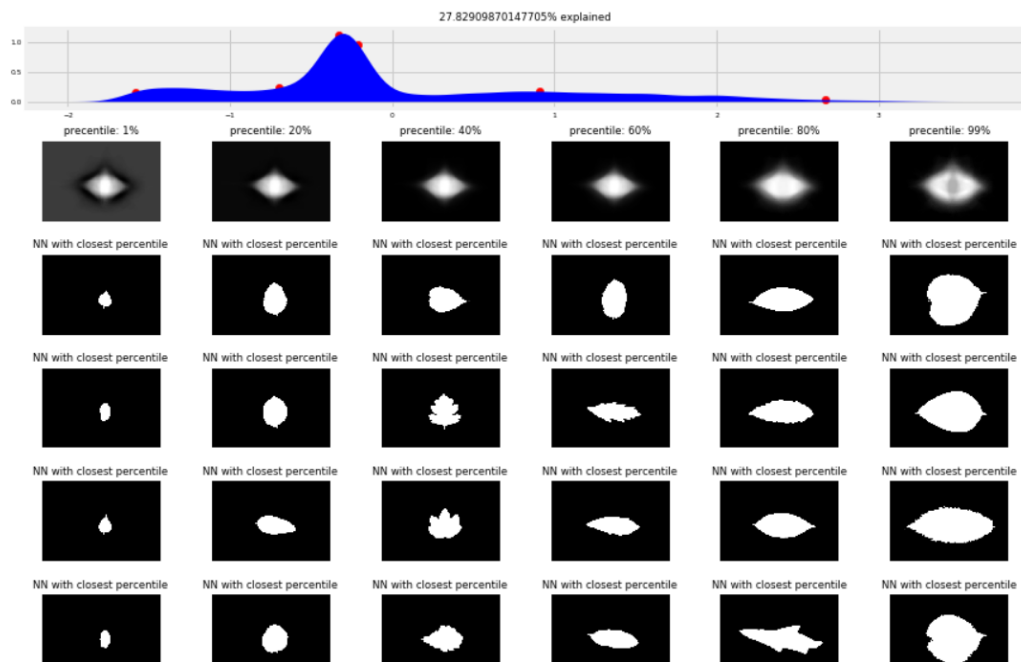 27.82909870147705% explained
1.0
0.5
0.0
−2 −1 0 1 2 3
precentile: 1% precentile: 20% precentile: 40% precentile: 60% precentile: 80% precentile: 99%
NN with closest percentile NN with closest percentile NN with closest percentile NN with closest percentile NN with closest percentile NN with closest percentile
NN with closest percentile NN with closest percentile NN with closest percentile NN with closest percentile NN with closest percentile NN with closest percentile
NN with closest percentile NN with closest percentile NN with closest percentile NN with closest percentile NN with closest percentile NN with closest percentile
NN with closest percentile NN with closest percentile NN with closest percentile NN with closest percentile NN with closest percentile NN with closest percentile